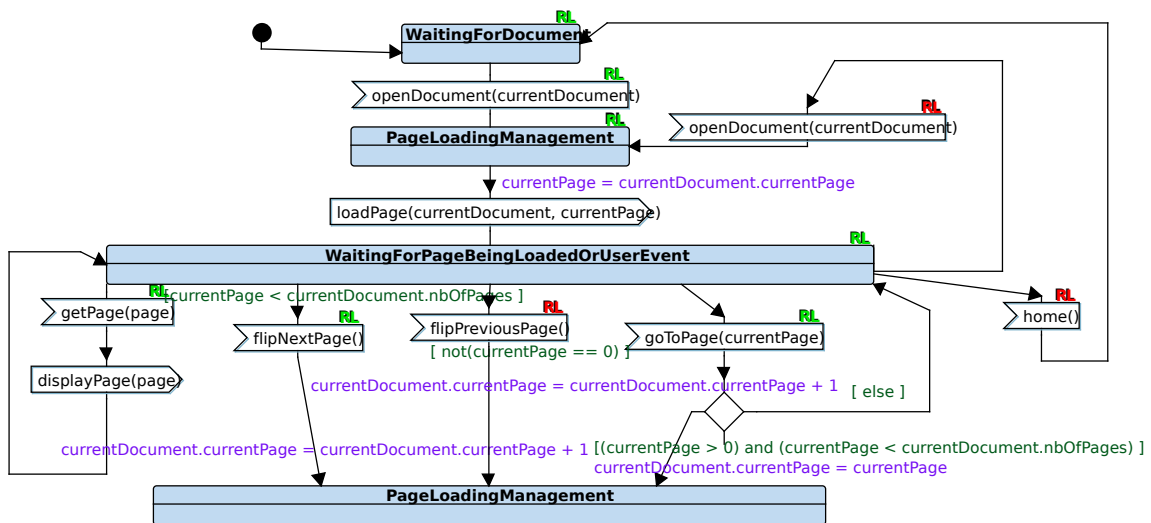 RL
WaitingForDocument
RL
openDocument(currentDocument)
RL
openDocument(currentDocument)
RL
PageLoadingManagement
currentPage = currentDocument.currentPage
loadPage(currentDocument, currentPage)
RL
WaitingForPageBeingLoadedOrUserEvent
RL
[currentPage < currentDocument.nbOfPages ]
RL
getPage(page)
RL
flipNextPage()
RL
flipPreviousPage()
RL
goToPage(currentPage)
RL
home()
[ not(currentPage == 0) ]
displayPage(page)
currentDocument.currentPage = currentDocument.currentPage + 1
[ else ]
currentDocument.currentPage = currentDocument.currentPage + 1
[(currentPage > 0) and (currentPage < currentDocument.nbOfPages) ]
currentDocument.currentPage = currentPage
PageLoadingManagement